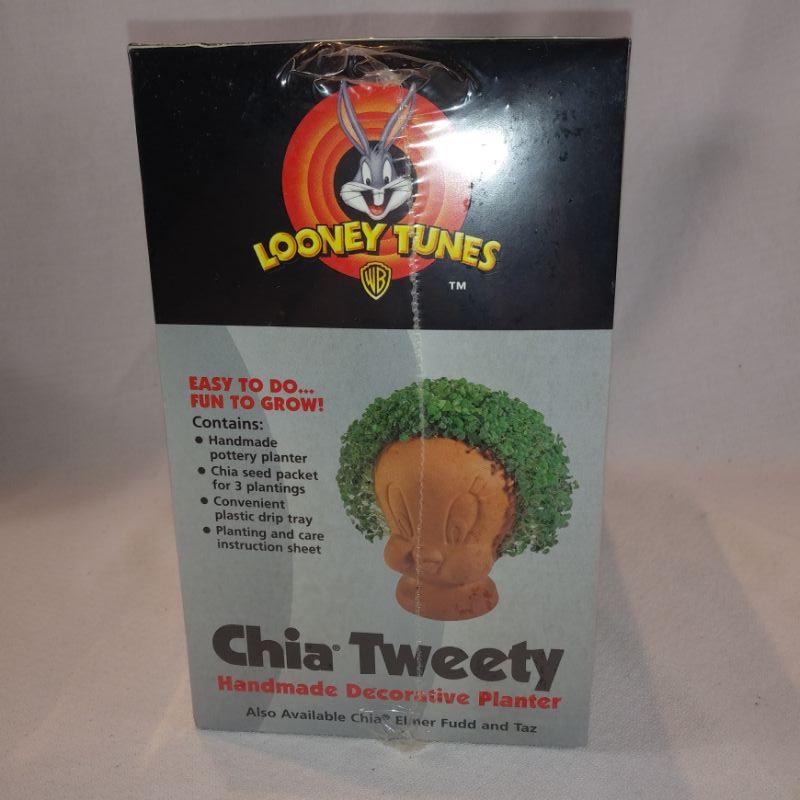 LOONEY TUNES
WB
TM
EASY TO DO...
FUN TO GROW!
Contains:
• Handmade
pottery planter
• Chia seed packet
for 3 plantings
• Convenient
plastic drip tray
• Planting and care
instruction sheet
Chia® Tweety
Handmade Decorative Planter
Also Available Chia® Elmer Fudd and Taz